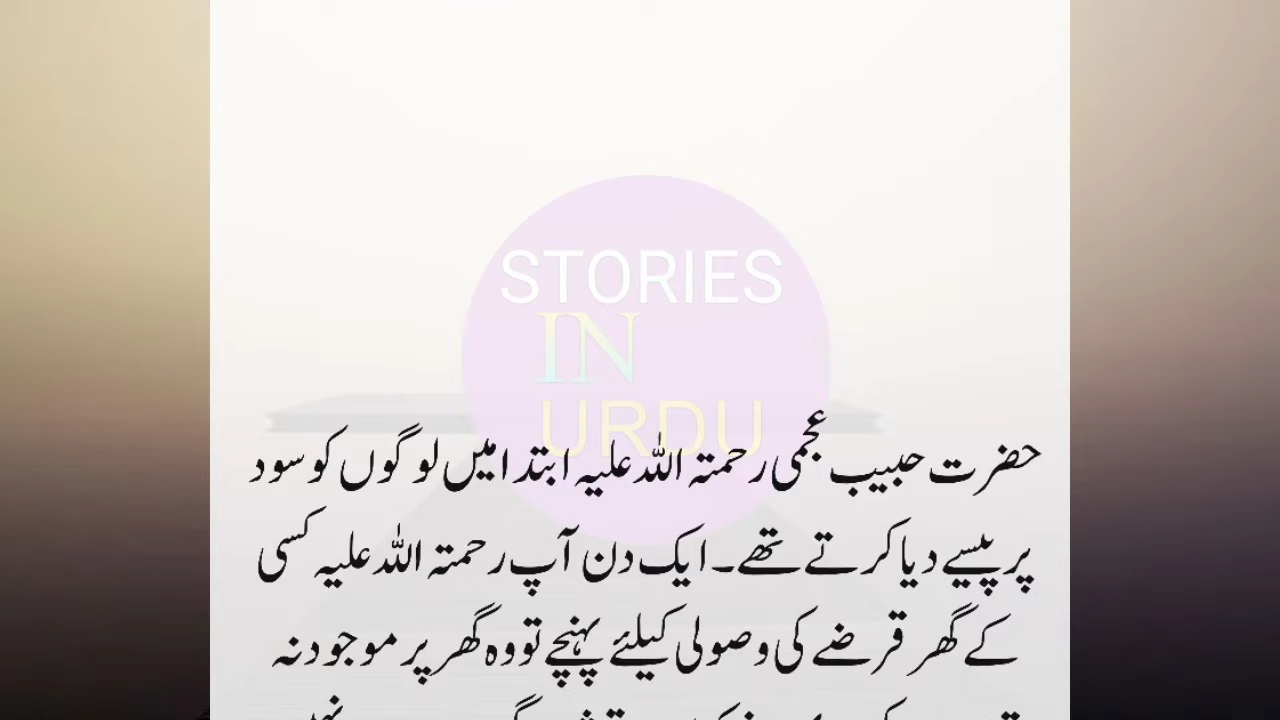 STORIES
IN
URDU
حضرت حبیب عجمی رحمتہ اللہ علیہ ابتدا میں لوگوں کو سود
پر پیسے دیا کرتے تھے۔ ایک دن آپ رحمتہ اللہ علیہ کسی
کے گھر قرضے کی وصولی کیلئے پہنچے تو وہ گھر پر موجود نہ